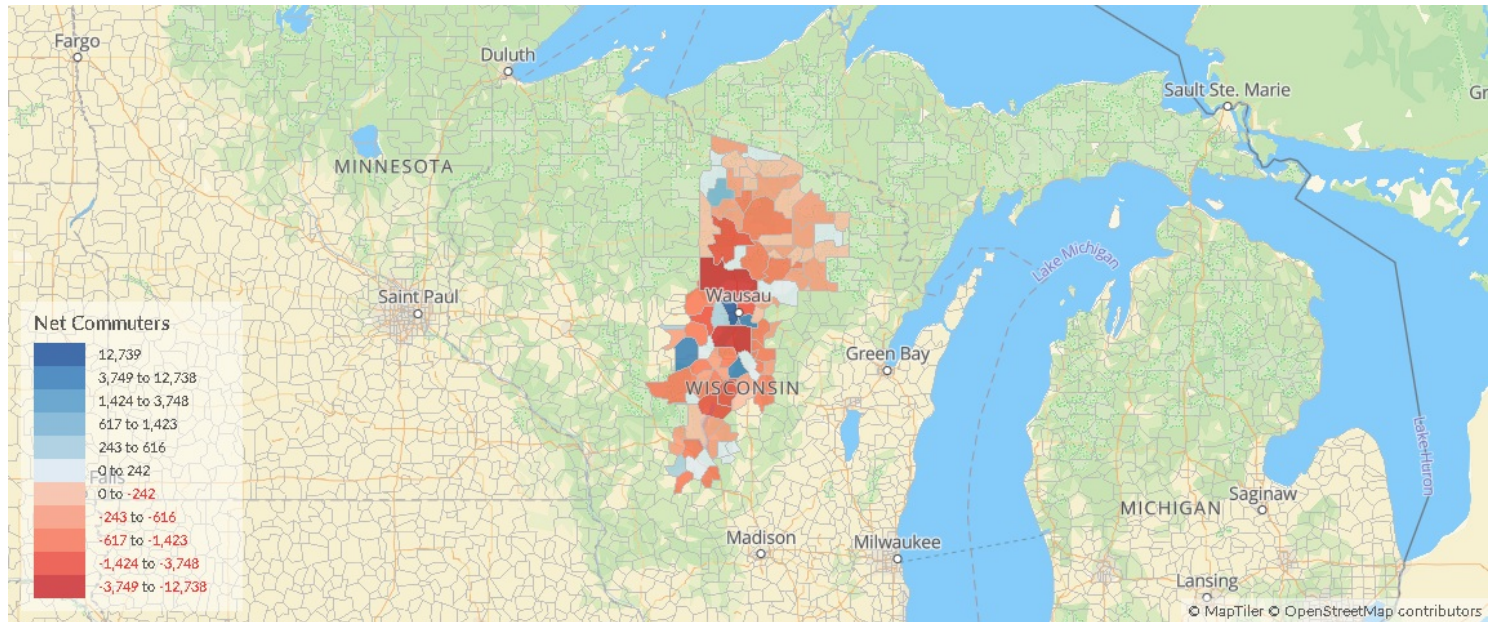 Fargo
Duluth
Sault Ste. Marie
Gr
MINNESOTA
Lake Michigan
Saint Paul
Wausau
Green Bay
WISCONSIN
Lake Huron
Falls
Saginaw
MICHIGAN
Madison
Milwaukee
Lansing
Net Commuters
12,739
3,749 to 12,738
1,424 to 3,748
617 to 1,423
243 to 616
0 to 242
0 to -242
-243 to -616
-617 to -1,423
-1,424 to -3,748
-3,749 to -12,738
© MapTiler © OpenStreetMap contributors